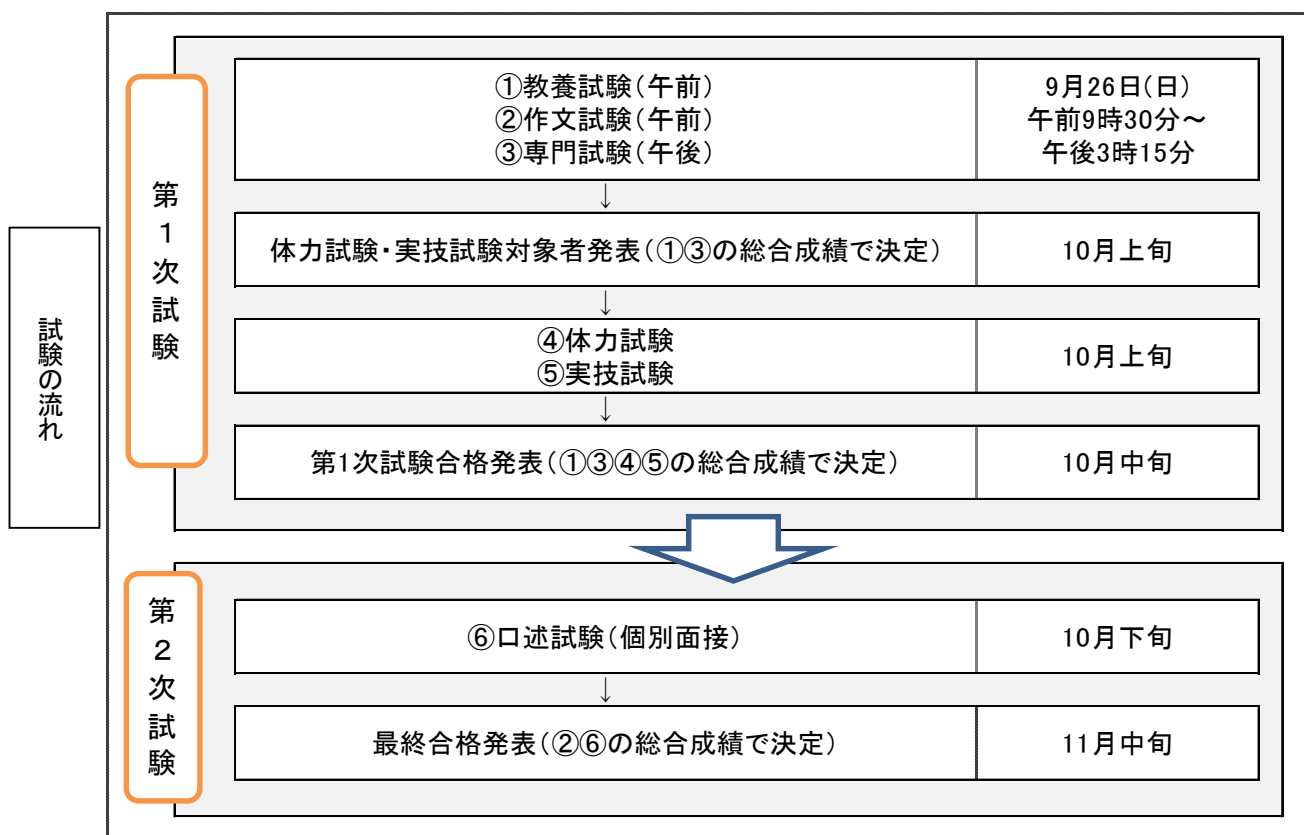 試験の流れ
第1次試験
①教養試験(午前)
②作文試験(午前)
③専門試験(午後)
9月26日(日)
午前9時30分～
午後3時15分
↓
体力試験・実技試験対象者発表(①③の総合成績で決定)
10月上旬
↓
④体力試験
⑤実技試験
10月上旬
↓
第1次試験合格発表(①③④⑤の総合成績で決定)
10月中旬
第2次試験
⑥口述試験(個別面接)
10月下旬
↓
最終合格発表(②⑥の総合成績で決定)
11月中旬